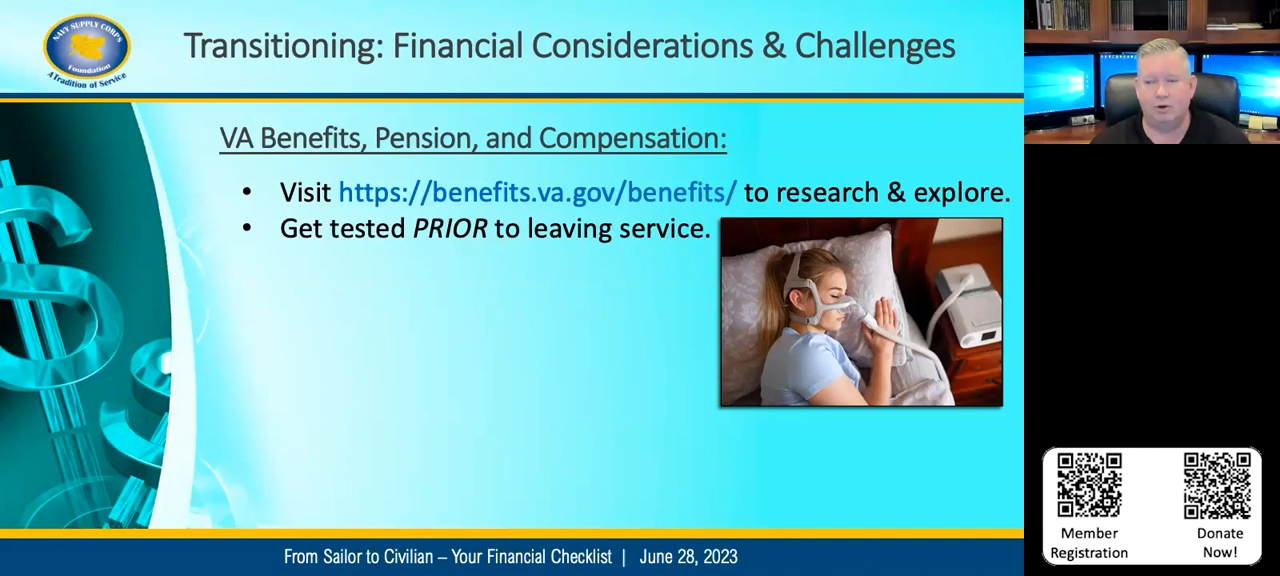 NAVY SUPPLY CORPS
Foundation
A Tradition of Service
Transitioning: Financial Considerations & Challenges
VA Benefits, Pension, and Compensation:
• Visit https://benefits.va.gov/benefits/ to research & explore.
• Get tested PRIOR to leaving service.
Member
Registration
Donate
Now!
From Sailor to Civilian – Your Financial Checklist | June 28, 2023